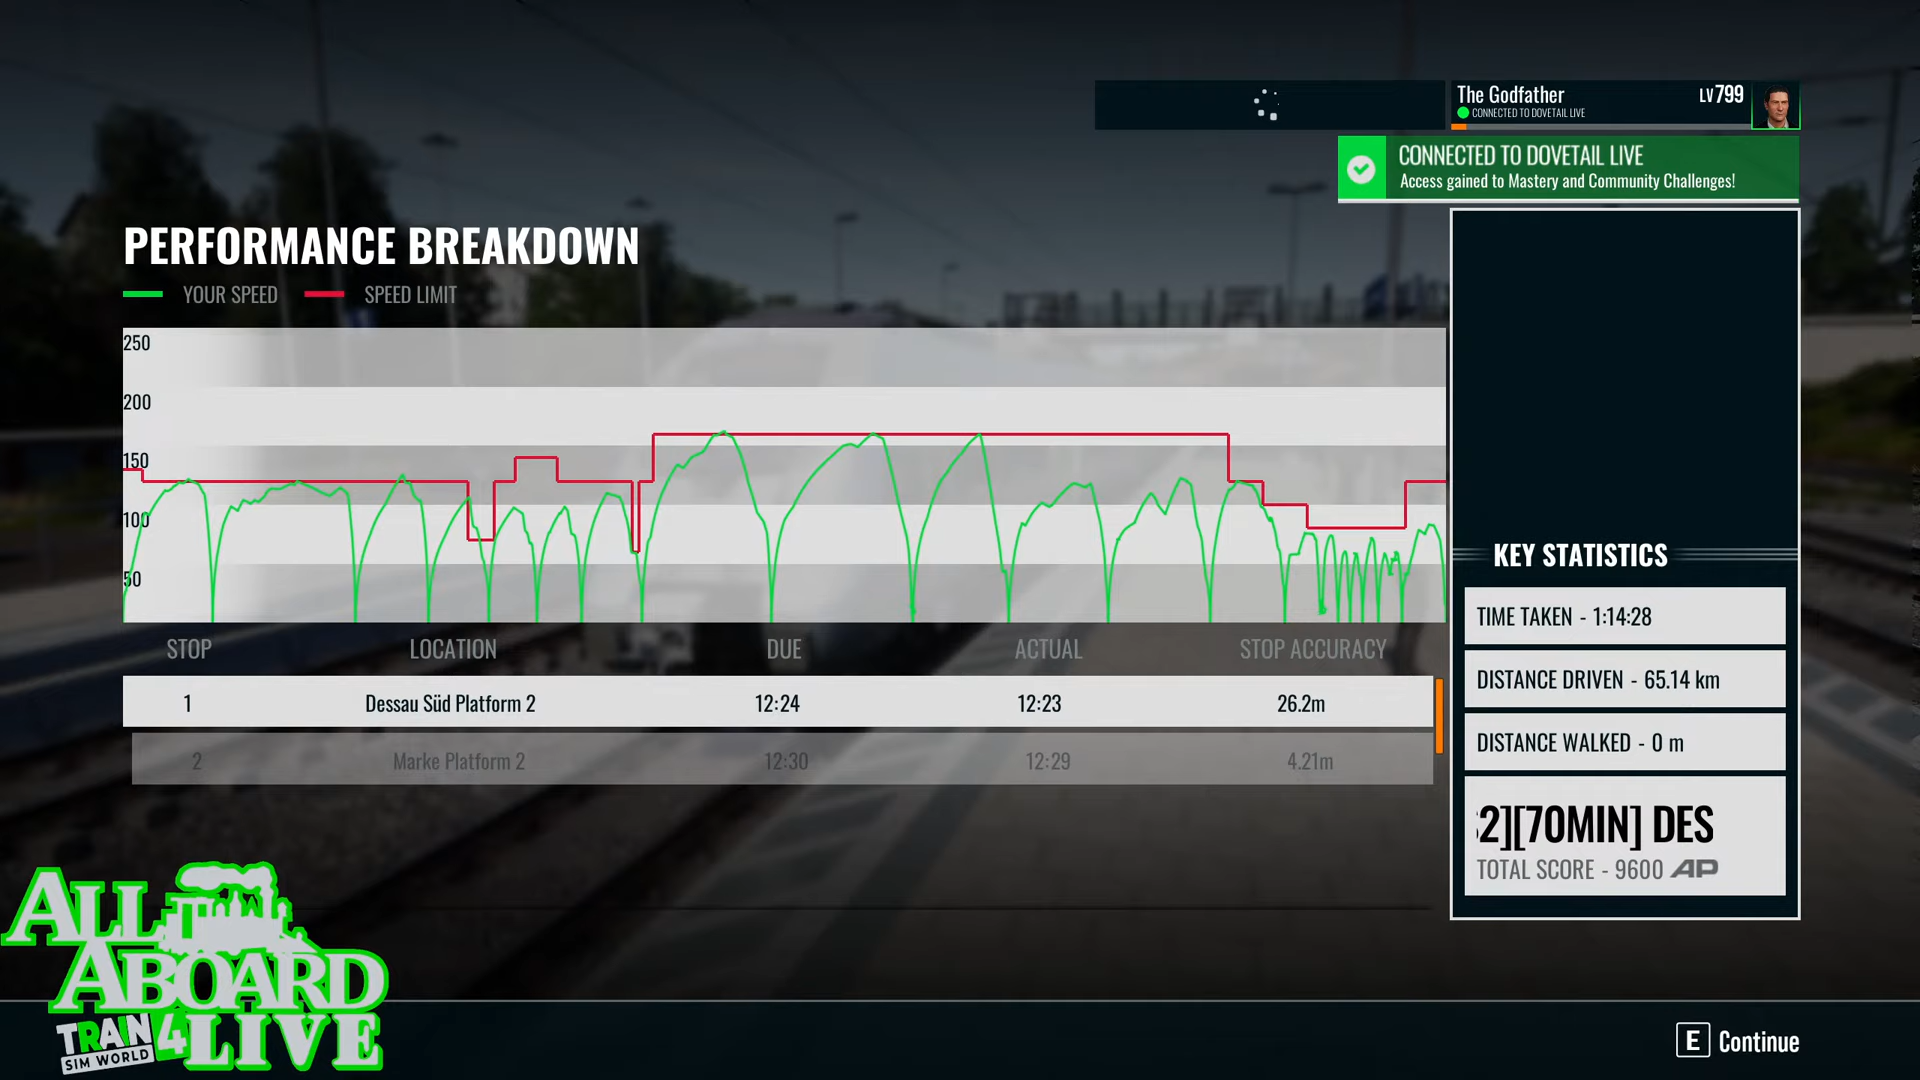 The Godfather LV799
CONNECTED TO DOVETAIL LIVE
CONNECTED TO DOVETAIL LIVE
Access gained to Mastery and Community Challenges!
PERFORMANCE BREAKDOWN
YOUR SPEED SPEED LIMIT
250
200
150
100
50
STOP LOCATION DUE ACTUAL STOP ACCURACY
1 Dessau Süd Platform 2 12:24 12:23 26.2m
2 Marke Platform 2 12:30 12:29 4.21m
KEY STATISTICS
TIME TAKEN - 1:14:28
DISTANCE DRIVEN - 65.14 km
DISTANCE WALKED - 0 m
2][70MIN] DES
TOTAL SCORE - 9600 AP
ALL
ABOARD
LIVE
TRAIN
SIM WORLD 4
E Continue